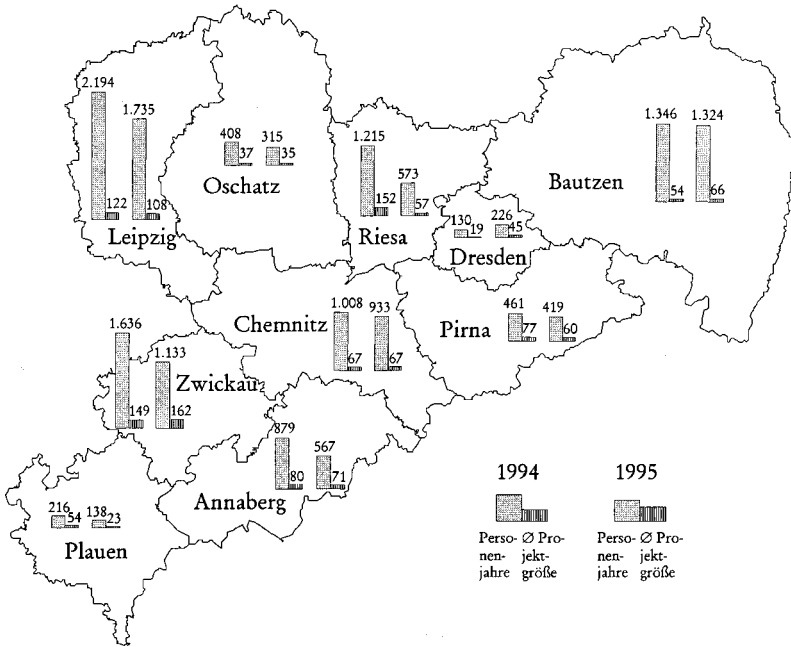 2.194
1.735
122
108
Leipzig
408
37
315
35
Oschatz
1.215
152
573
57
Riesa
130
19
226
45
Dresden
1.346
54
1.324
66
Bautzen
Chemnitz
1.008
67
933
67
Pirna
461
77
419
60
1.636
149
1.133
162
Zwickau
879
80
567
71
Annaberg
216
54
138
23
Plauen
1994
Perso- Ø Pro-
nen- jekt-
jahre größe
1995
Perso- Ø Pro-
nen- jekt-
jahre größe